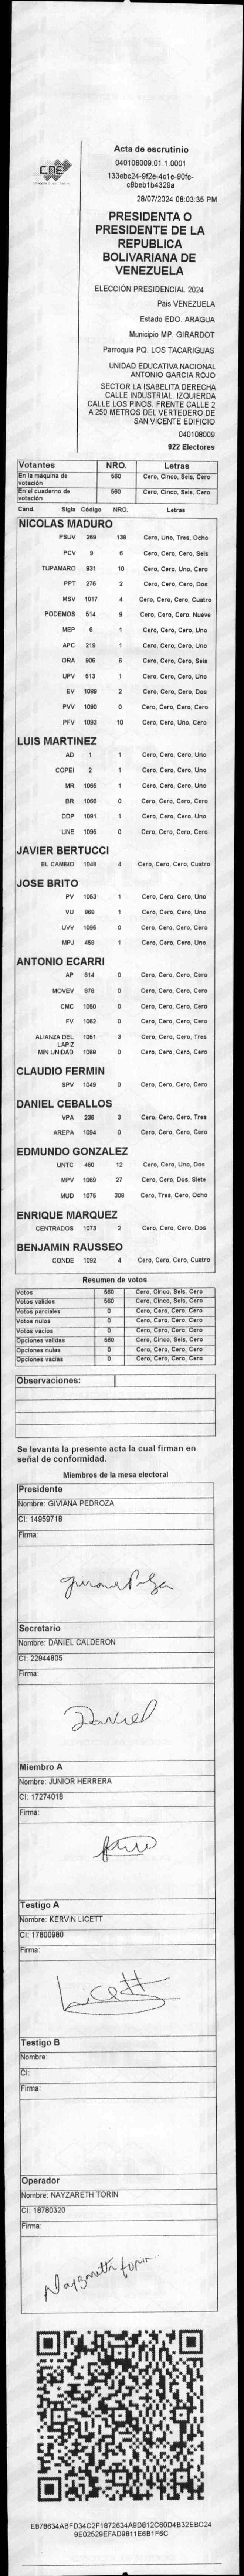 CNE
Acta de escrutinio
040108009.01.1.0001
133ebc24-9f2e-4c1e-90fe-
c8beb1b4329a
28/07/2024 08:03:35 PM
PRESIDENTA O
PRESIDENTE DE LA
REPUBLICA
BOLIVARIANA DE
VENEZUELA
ELECCIÓN PRESIDENCIAL 2024
Pais VENEZUELA
Estado EDO. ARAGUA
Municipio MP. GIRARDOT
Parroquia PQ. LOS TACARIGUAS
UNIDAD EDUCATIVA NACIONAL
ANTONIO GARCIA ROJO
SECTOR LA ISABELITA DERECHA
CALLE INDUSTRIAL. IZQUIERDA
CALLE LOS PINOS. FRENTE CALLE 2
A 250 METROS DEL VERTEDERO DE
SAN VICENTE EDIFICIO
040108009
922 Electores
Votantes NRO. Letras
En la máquina de votación 560 Cero, Cinco, Seis, Cero
En el cuaderno de votación 560 Cero, Cinco, Seis, Cero
Cand. Sigla Código NRO. Letras
NICOLAS MADURO
PSUV 269 138 Cero, Uno, Tres, Ocho
PCV 9 6 Cero, Cero, Cero, Seis
TUPAMARO 931 10 Cero, Cero, Uno, Cero
PPT 276 2 Cero, Cero, Cero, Dos
MSV 1017 4 Cero, Cero, Cero, Cuatro
PODEMOS 514 9 Cero, Cero, Cero, Nueve
MEP 6 1 Cero, Cero, Cero, Uno
APC 219 1 Cero, Cero, Cero, Uno
ORA 906 6 Cero, Cero, Cero, Seis
UPV 613 1 Cero, Cero, Cero, Uno
EV 1089 2 Cero, Cero, Cero, Dos
PVV 1090 0 Cero, Cero, Cero, Cero
PFV 1093 10 Cero, Cero, Uno, Cero
LUIS MARTINEZ
AD 1 1 Cero, Cero, Cero, Uno
COPEI 2 1 Cero, Cero, Cero, Uno
MR 1065 1 Cero, Cero, Cero, Uno
BR 1086 0 Cero, Cero, Cero, Cero
DDP 1091 1 Cero, Cero, Cero, Uno
UNE 1095 0 Cero, Cero, Cero, Cero
JAVIER BERTUCCI
EL CAMBIO 1048 4 Cero, Cero, Cero, Cuatro
JOSE BRITO
PV 1053 1 Cero, Cero, Cero, Uno
VU 868 1 Cero, Cero, Cero, Uno
UVV 1096 0 Cero, Cero, Cero, Cero
MPJ 458 1 Cero, Cero, Cero, Uno
ANTONIO ECARRI
AP 814 0 Cero, Cero, Cero, Cero
MOVEV 878 0 Cero, Cero, Cero, Cero
CMC 1060 0 Cero, Cero, Cero, Cero
FV 1062 0 Cero, Cero, Cero, Cero
ALIANZA DEL LAPIZ 1051 3 Cero, Cero, Cero, Tres
MIN UNIDAD 1068 0 Cero, Cero, Cero, Cero
CLAUDIO FERMIN
SPV 1049 0 Cero, Cero, Cero, Cero
DANIEL CEBALLOS
VPA 236 3 Cero, Cero, Cero, Tres
AREPA 1094 0 Cero, Cero, Cero, Cero
EDMUNDO GONZALEZ
UNTC 460 12 Cero, Cero, Uno, Dos
MPV 1069 27 Cero, Cero, Dos, Siete
MUD 1075 308 Cero, Tres, Cero, Ocho
ENRIQUE MARQUEZ
CENTRADOS 1073 2 Cero, Cero, Cero, Dos
BENJAMIN RAUSSEO
CONDE 1092 4 Cero, Cero, Cero, Cuatro
Resumen de votos
Votos 560 Cero, Cinco, Seis, Cero
Votos validos 560 Cero, Cinco, Seis, Cero
Votos parciales 0 Cero, Cero, Cero, Cero
Votos nulos 0 Cero, Cero, Cero, Cero
Votos vacios 0 Cero, Cero, Cero, Cero
Opciones validas 560 Cero, Cinco, Seis, Cero
Opciones nulas 0 Cero, Cero, Cero, Cero
Opciones vacias 0 Cero, Cero, Cero, Cero
Observaciones:
Se levanta la presente acta la cual firman en
señal de conformidad.
Miembros de la mesa electoral
Presidente
Nombre: GIVIANA PEDROZA
CI: 14959718
Firma:
Secretario
Nombre: DANIEL CALDERON
CI: 22944805
Firma:
Daniel
Miembro A
Nombre: JUNIOR HERRERA
CI: 17274018
Firma:
Testigo A
Nombre: KERVIN LICETT
CI: 17800980
Firma:
Licett
Testigo B
Nombre:
CI:
Firma:
Operador
Nombre: NAYZARETH TORIN
CI: 18780320
Firma:
Nayzareth Torin
E878634ABFD34C2F1872634A9D812C60D4B32EBC24
9E02529EFAD9811E6B1F6C